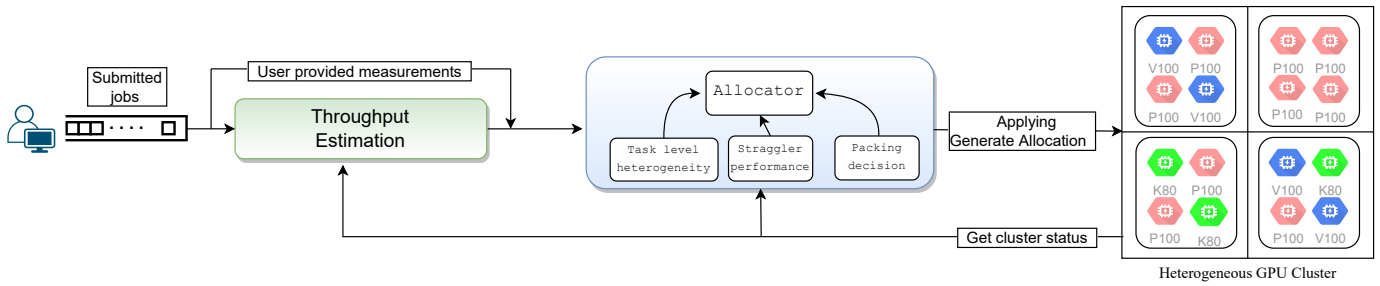 Submitted
jobs
User provided measurements
Throughput
Estimation
Allocator
Task level
heterogeneity
Straggler
performance
Packing
decision
Applying
Generate Allocation
Get cluster status
V100 P100
P100 V100
P100 P100
P100 P100
K80 P100
P100 K80
V100 K80
P100 V100
Heterogeneous GPU Cluster